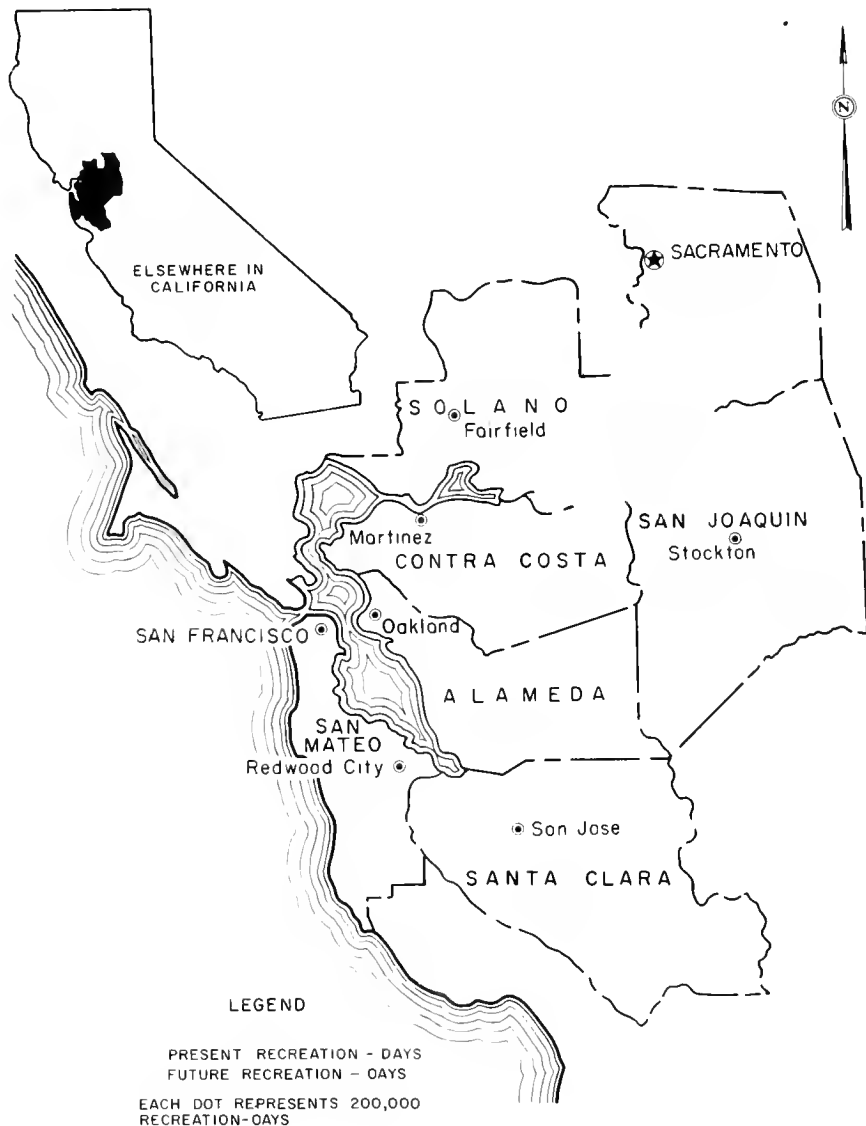 N
ELSEWHERE IN
CALIFORNIA
SACRAMENTO
SOLANO
Fairfield
SAN JOAQUIN
Stockton
Martinez
CONTRA COSTA
SAN FRANCISCO
Oakland
ALAMEDA
SAN
MATEO
Redwood City
San Jose
SANTA CLARA
LEGEND
PRESENT RECREATION - DAYS
FUTURE RECREATION - DAYS
EACH DOT REPRESENTS 200,000
RECREATION-DAYS